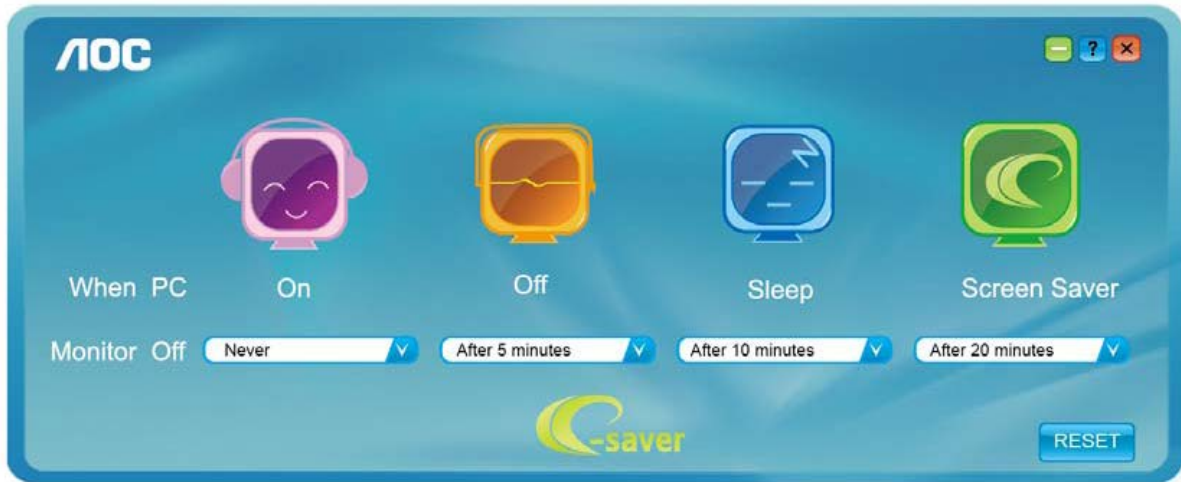 AOC
?
When PC On Off Sleep Screen Saver
Monitor Off Never After 5 minutes After 10 minutes After 20 minutes
e-saver
RESET